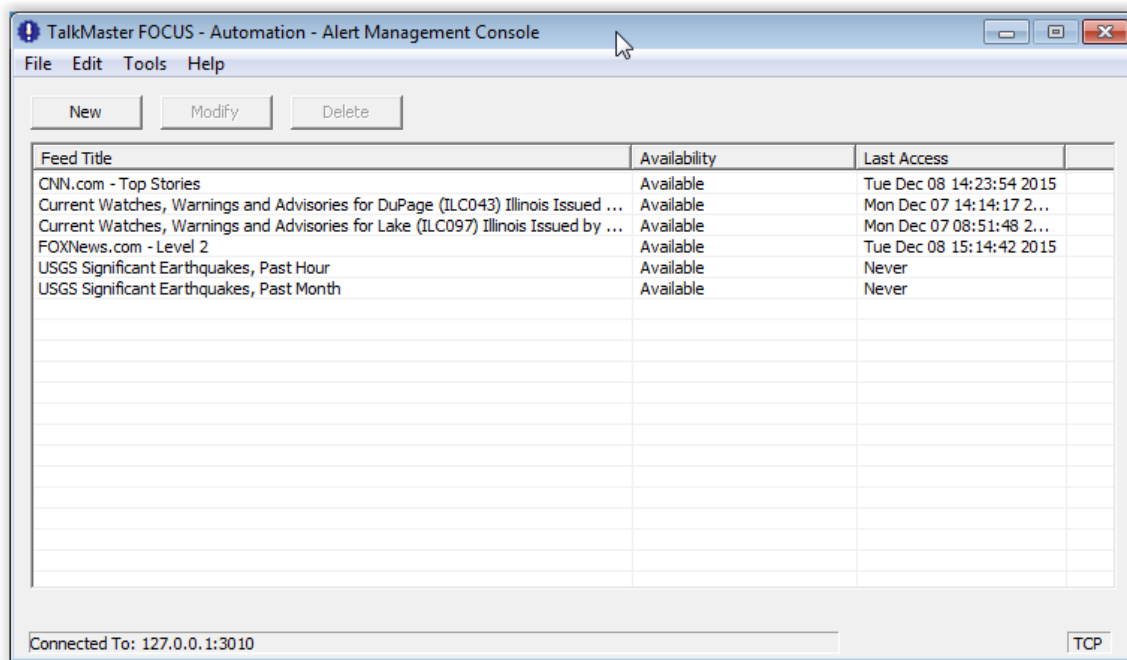 TalkMaster FOCUS - Automation - Alert Management Console
File Edit Tools Help
New Modify Delete
Feed Title Availability Last Access
CNN.com - Top Stories Available Tue Dec 08 14:23:54 2015
Current Watches, Warnings and Advisories for DuPage (ILC043) Illinois Issued ... Available Mon Dec 07 14:14:17 2...
Current Watches, Warnings and Advisories for Lake (ILC097) Illinois Issued by ... Available Mon Dec 07 08:51:48 2...
FOXNews.com - Level 2 Available Tue Dec 08 15:14:42 2015
USGS Significant Earthquakes, Past Hour Available Never
USGS Significant Earthquakes, Past Month Available Never
Connected To: 127.0.0.1:3010 TCP